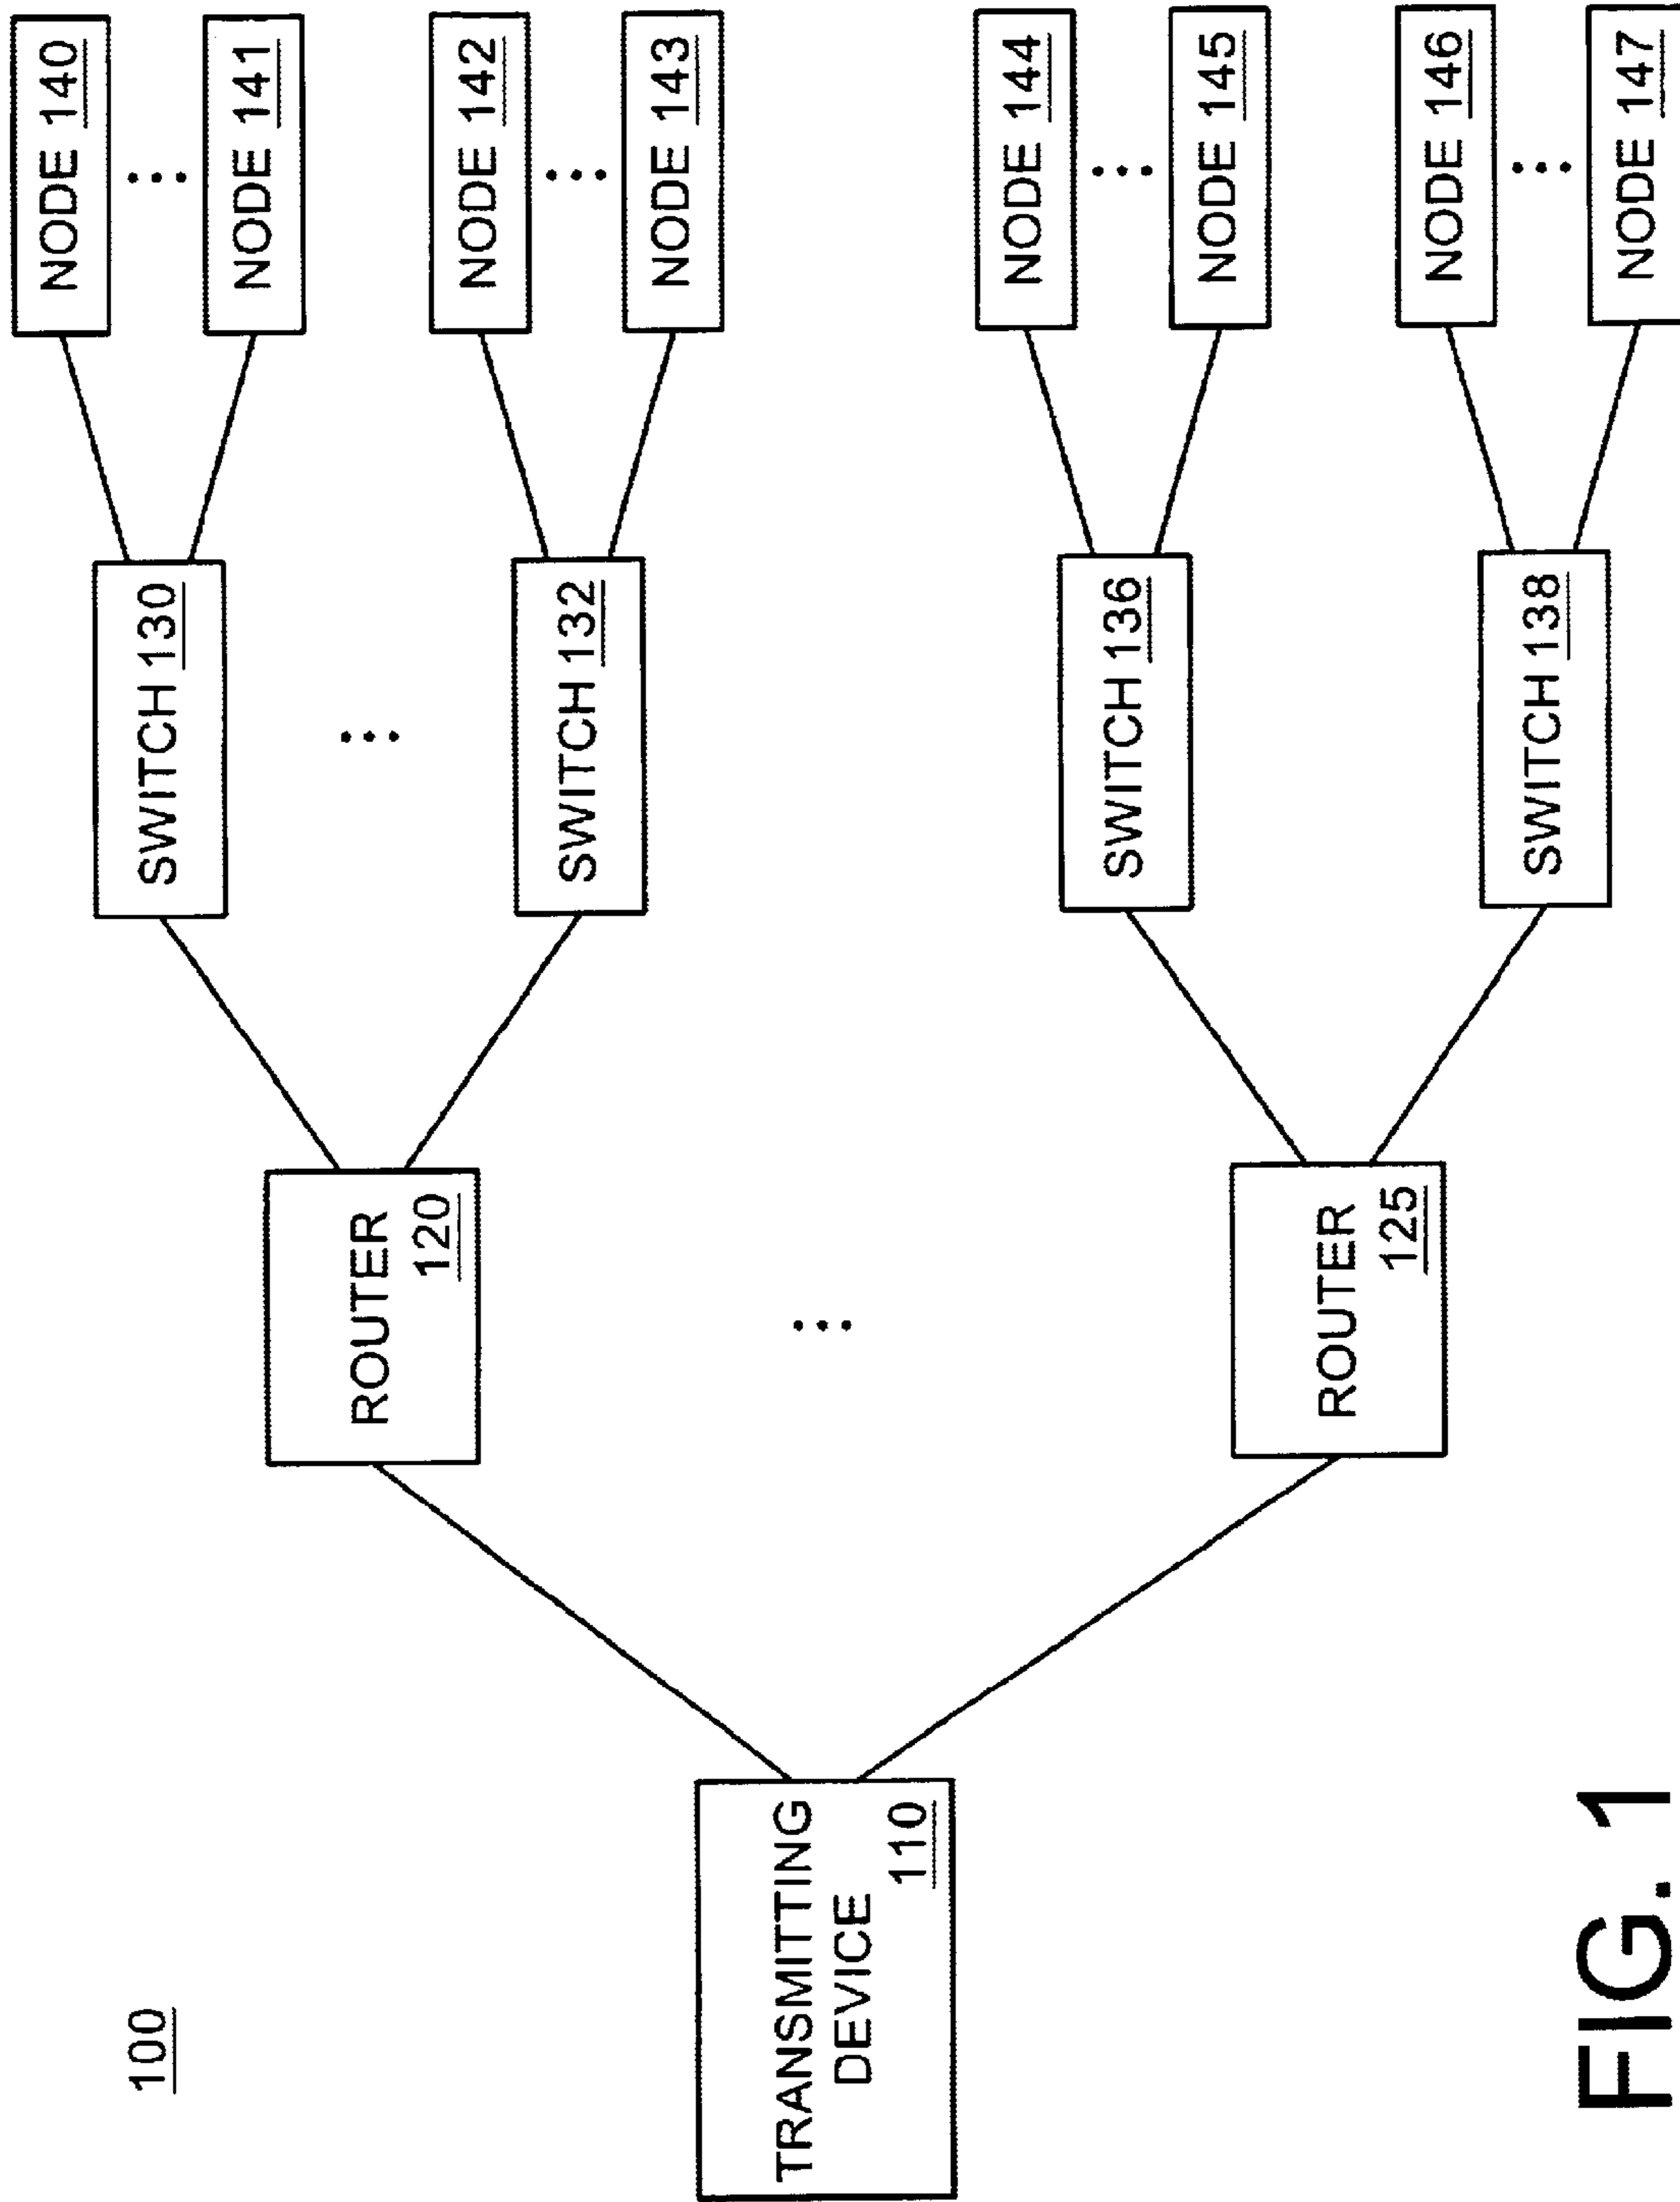 100
TRANSMITTING
DEVICE
110
ROUTER
120
ROUTER
125
SWITCH 130
SWITCH 132
SWITCH 136
SWITCH 138
NODE 140
NODE 141
NODE 142
NODE 143
NODE 144
NODE 145
NODE 146
NODE 147
FIG. 1